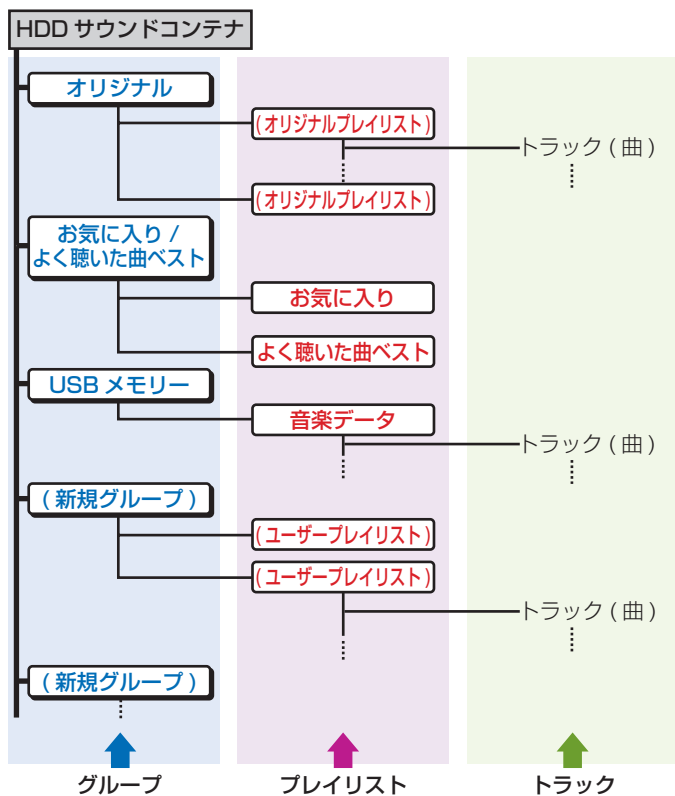 HDD サウンドコンテナ
オリジナル
(オリジナルプレイリスト)
トラック ( 曲 )
(オリジナルプレイリスト)
お気に入り /
よく聴いた曲ベスト
お気に入り
よく聴いた曲ベスト
USB メモリー
音楽データ
トラック ( 曲 )
( 新規グループ )
(ユーザープレイリスト)
(ユーザープレイリスト)
トラック ( 曲 )
( 新規グループ )
グループ
プレイリスト
トラック